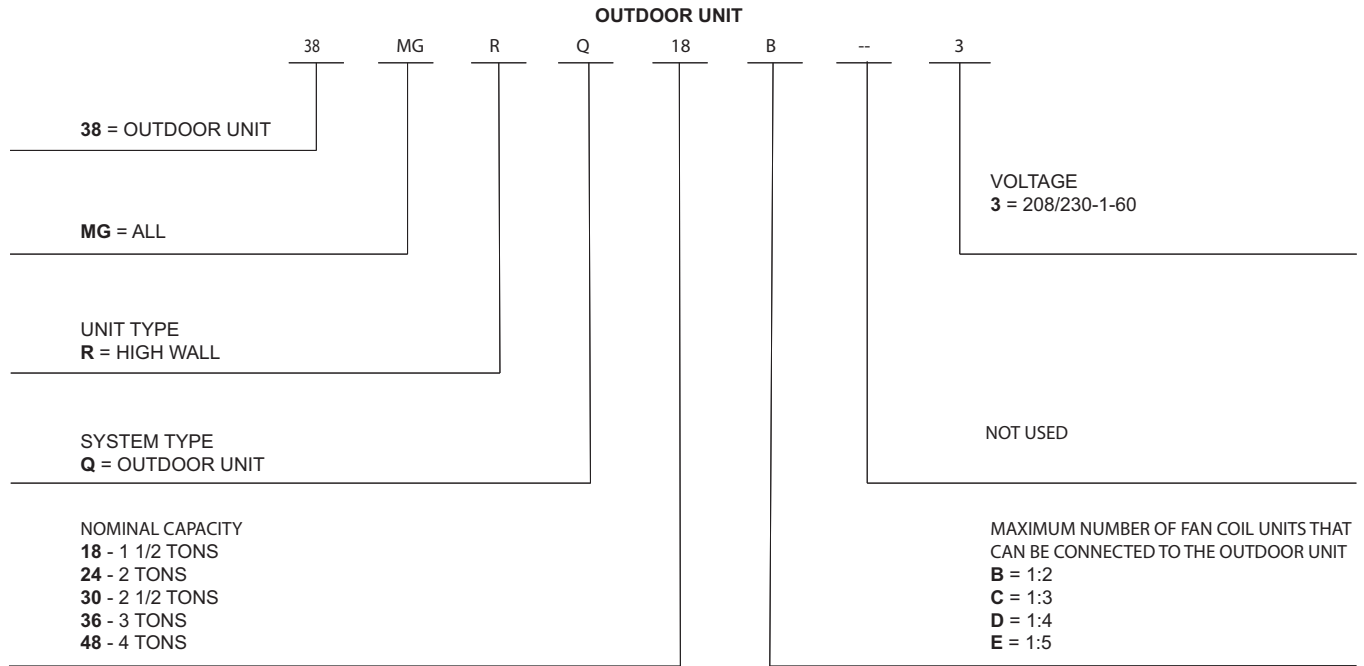 OUTDOOR UNIT
38 MG R Q 18 B -- 3
38 = OUTDOOR UNIT
MG = ALL
UNIT TYPE
R = HIGH WALL
SYSTEM TYPE
Q = OUTDOOR UNIT
NOMINAL CAPACITY
18 - 1 1/2 TONS
24 - 2 TONS
30 - 2 1/2 TONS
36 - 3 TONS
48 - 4 TONS
VOLTAGE
3 = 208/230-1-60
NOT USED
MAXIMUM NUMBER OF FAN COIL UNITS THAT
CAN BE CONNECTED TO THE OUTDOOR UNIT
B = 1:2
C = 1:3
D = 1:4
E = 1:5